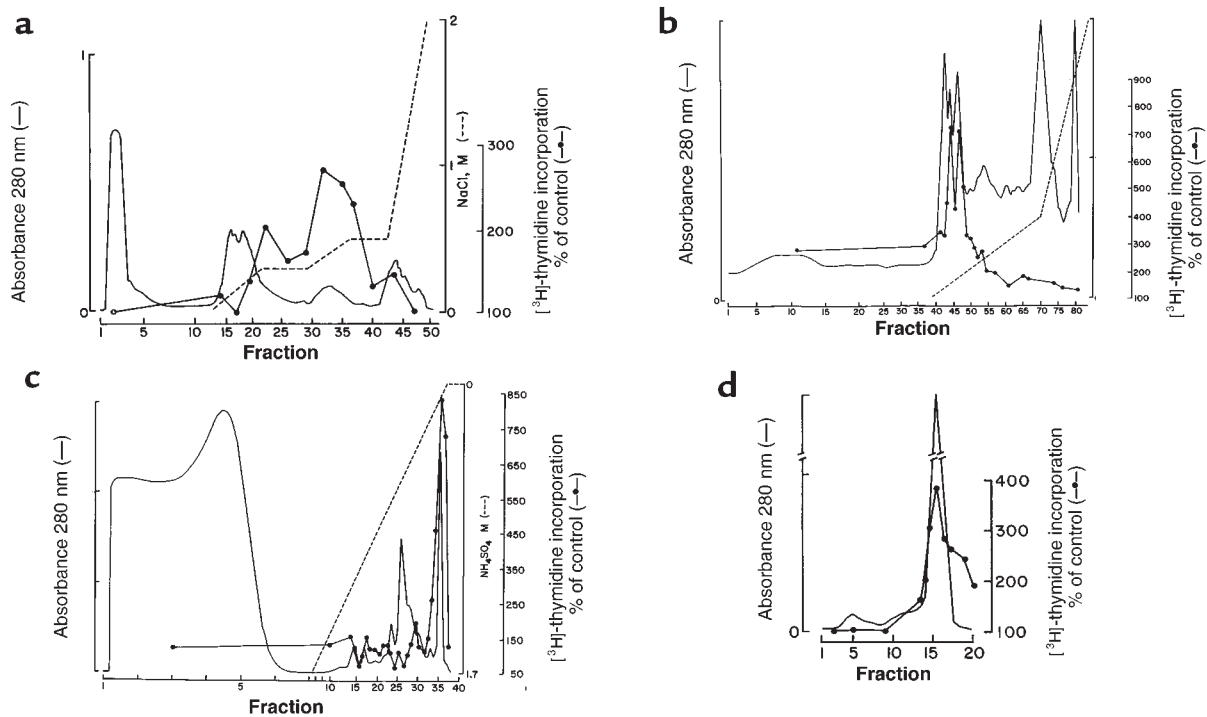 a
Absorbance 280 nm (—)
1
0
1 5 15 20 30 35 40 45 50
Fraction
2
1
0
NaCl, M (---)
300
200
100
[³H]-thymidine incorporation
% of control (—●—)
b
Absorbance 280 nm (—)
0
1 5 10 15 20 25 30 35 40 45 50 55 60 65 70 75 80
Fraction
900
800
700
600
500
400
300
200
100
[³H]-thymidine incorporation
% of control (—●—)
c
Absorbance 280 nm (—)
1 5 10 15 20 25 30 35 40
Fraction
0
1.7
NH₄SO₄ M (---)
850
750
650
550
450
350
250
150
50
[³H]-thymidine incorporation
% of control (—●—)
d
Absorbance 280 nm (—)
0
1 5 10 15 20
Fraction
400
300
200
100
[³H]-thymidine incorporation
% of control (—●—)